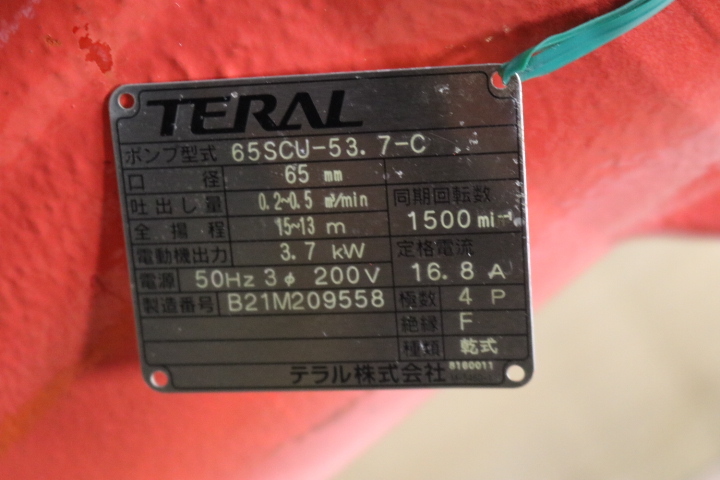 TERAL
ポンプ型式 65SCU-53.7-C
口径 65 mm
吐出し量 0.2~0.5 m³/min
同期回転数
全揚程 15~13 m
1500 min⁻¹
電動機出力 3.7 kW
定格電流
電源 50Hz 3φ 200V
16.8 A
製造番号 B21M209558
極数 4 P
絶縁 F
種類 乾式
テラル株式会社
8160011